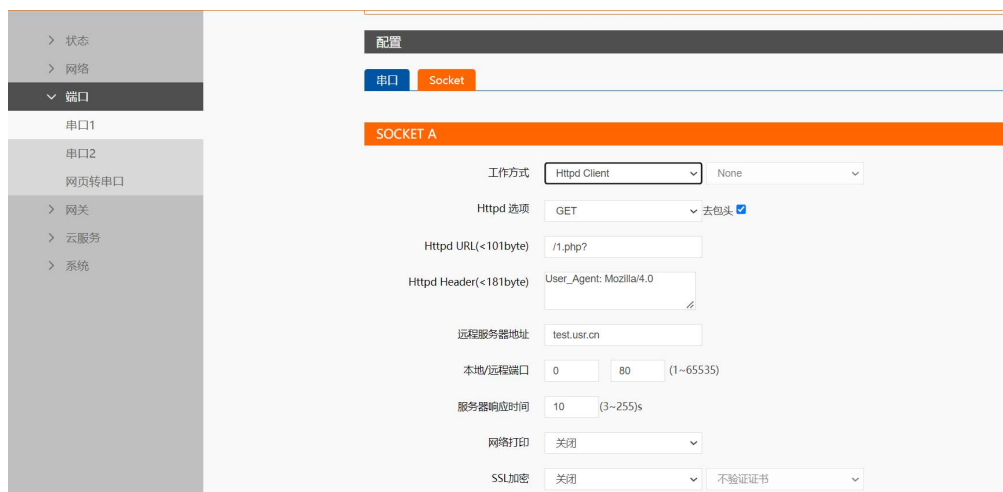 状态
网络
端口
串口1
串口2
网页转串口
网关
云服务
系统
配置
串口 Socket
SOCKET A
工作方式 Httpd Client None
Httpd 选项 GET 去包头
Httpd URL(<101byte) /1.php?
Httpd Header(<181byte) User_Agent: Mozilla/4.0
远程服务器地址 test.usr.cn
本地/远程端口 0 80 (1~65535)
服务器响应时间 10 (3~255)s
网络打印 关闭
SSL加密 关闭 不验证证书